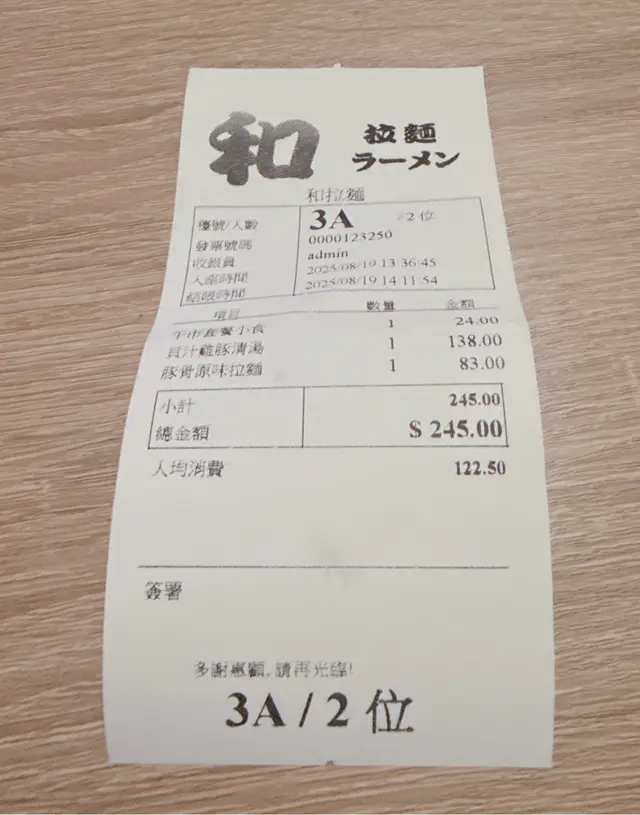 和 拉麵
ラーメン
和拉麵
檯號/人數 3A /2 位
發票號碼 0000123250
收銀員 admin
入座時間 2025/08/19 13:36:45
結賬時間 2025/08/19 14:11:54
項目 數量 金額
下市套餐小食 1 24.00
貝汁雞豚清湯 1 138.00
豚骨原味拉麵 1 83.00
小計 245.00
總金額 $ 245.00
人均消費 122.50
簽署
多謝惠顧,請再光臨!
3A / 2 位